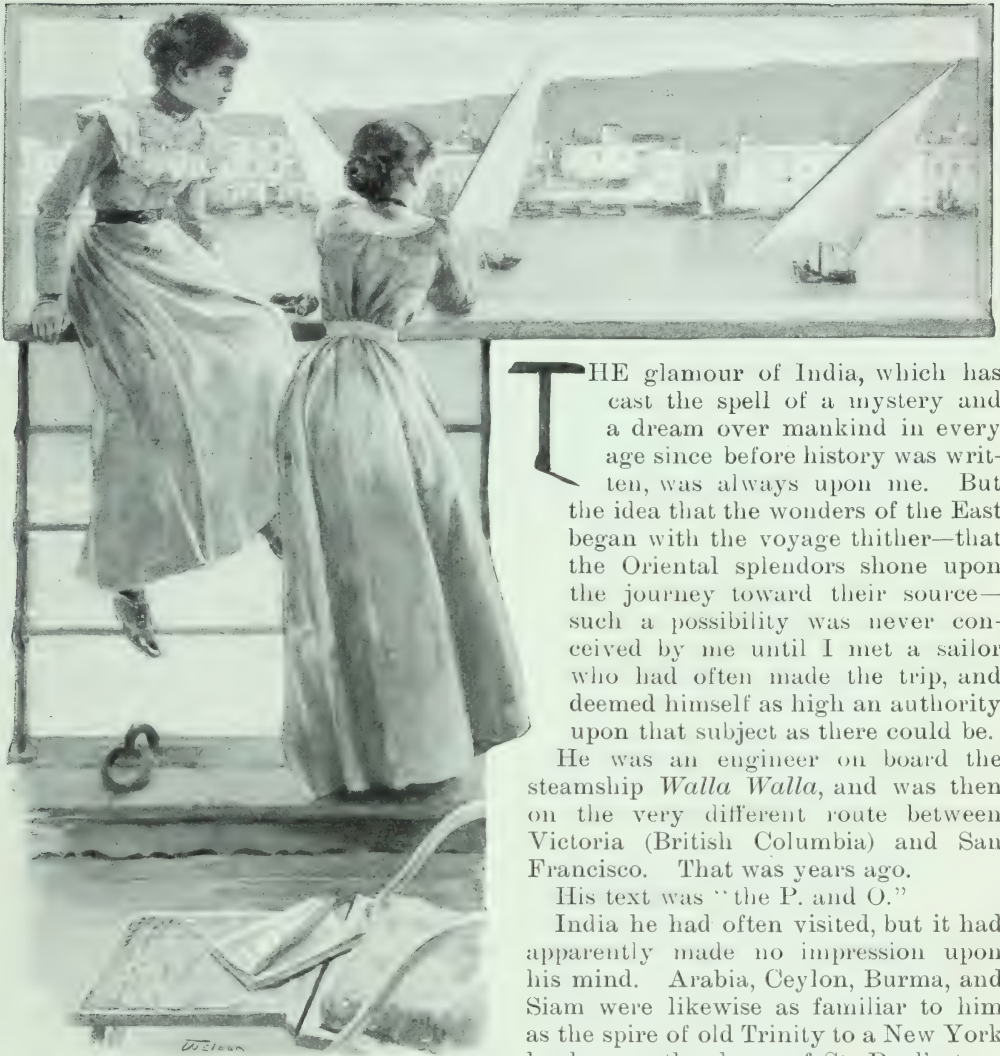 THE glamour of India, which has
cast the spell of a mystery and
a dream over mankind in every
age since before history was writ-
ten, was always upon me. But
the idea that the wonders of the East
began with the voyage thither—that
the Oriental splendors shone upon
the journey toward their source—
such a possibility was never con-
ceived by me until I met a sailor
who had often made the trip, and
deemed himself as high an authority
upon that subject as there could be.
He was an engineer on board the
steamship Walla Walla, and was then
on the very different route between
Victoria (British Columbia) and San
Francisco. That was years ago.
His text was "the P. and O."
India he had often visited, but it had
apparently made no impression upon
his mind. Arabia, Ceylon, Burma, and
Siam were likewise as familiar to him
as the spire of old Trinity to a New York